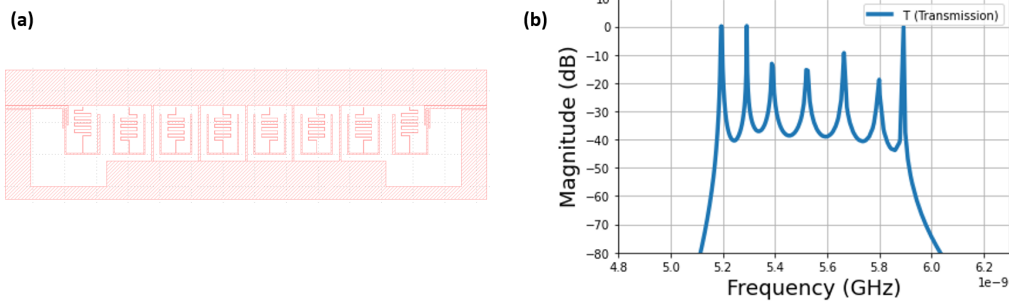 (a)
(b)
10
0
−10
−20
−30
−40
−50
−60
−70
−80
Magnitude (dB)
T (Transmission)
4.8 5.0 5.2 5.4 5.6 5.8 6.0 6.2
1e−9
Frequency (GHz)